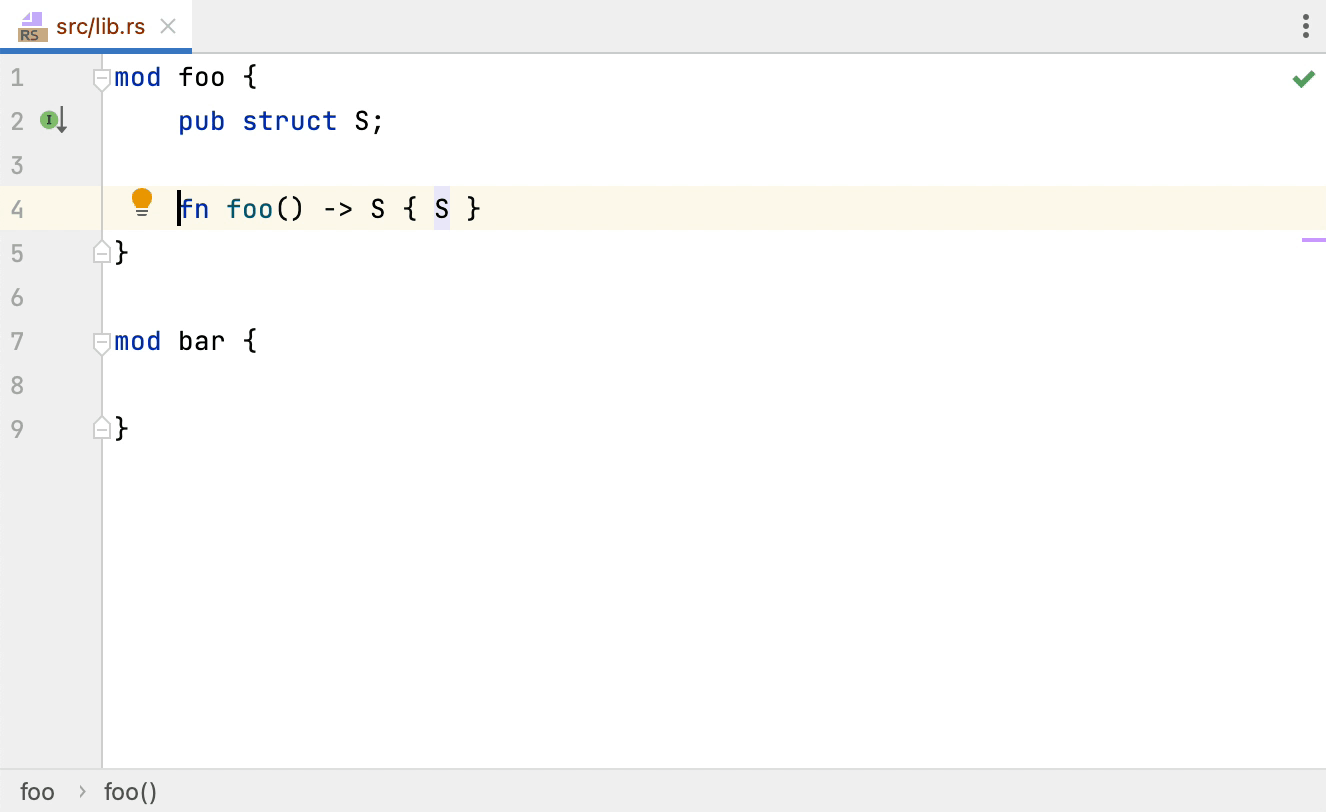 RS src/lib.rs
1 mod foo {
2 I pub struct S;
3
4 fn foo() -> S { S }
5 }
6
7 mod bar {
8
9 }
foo › foo()